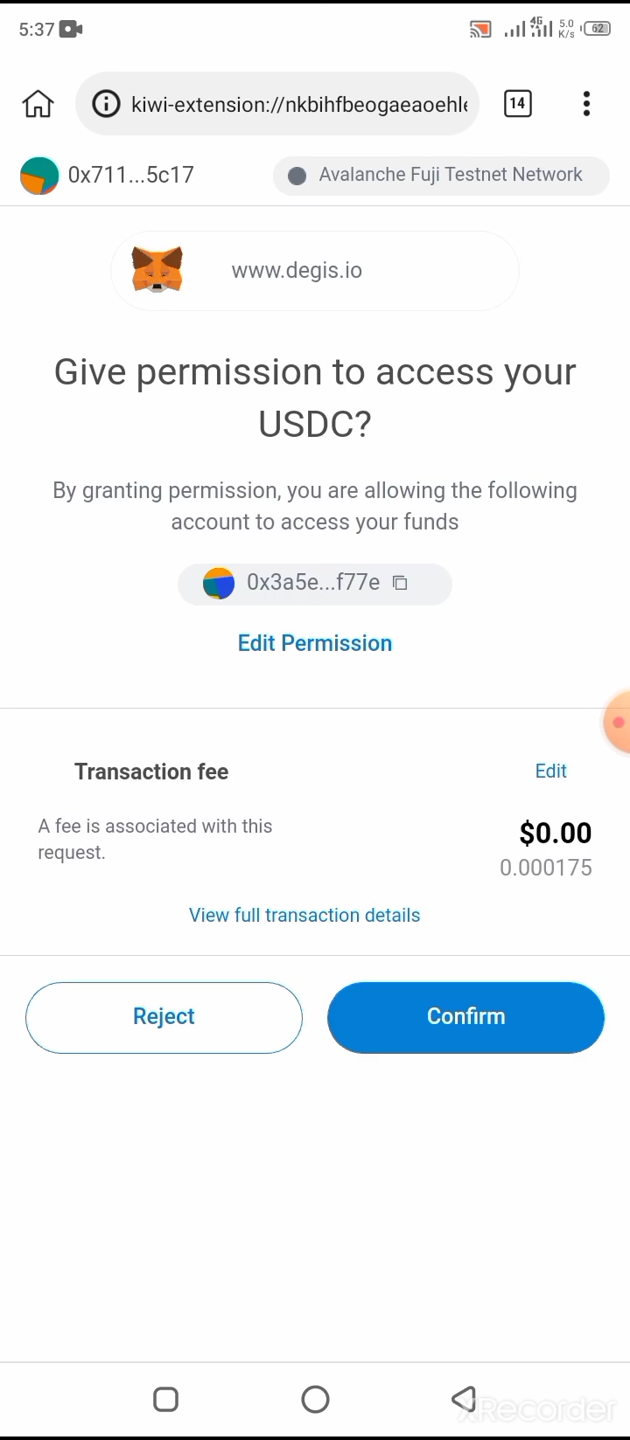 5:37
4G
5.0
K/s
62
kiwi-extension://nkbihfbeogaeaoehle
14
0x711...5c17
Avalanche Fuji Testnet Network
www.degis.io
Give permission to access your
USDC?
By granting permission, you are allowing the following
account to access your funds
0x3a5e...f77e
Edit Permission
Transaction fee
Edit
A fee is associated with this
request.
$0.00
0.000175
View full transaction details
Reject
Confirm
XRecorder